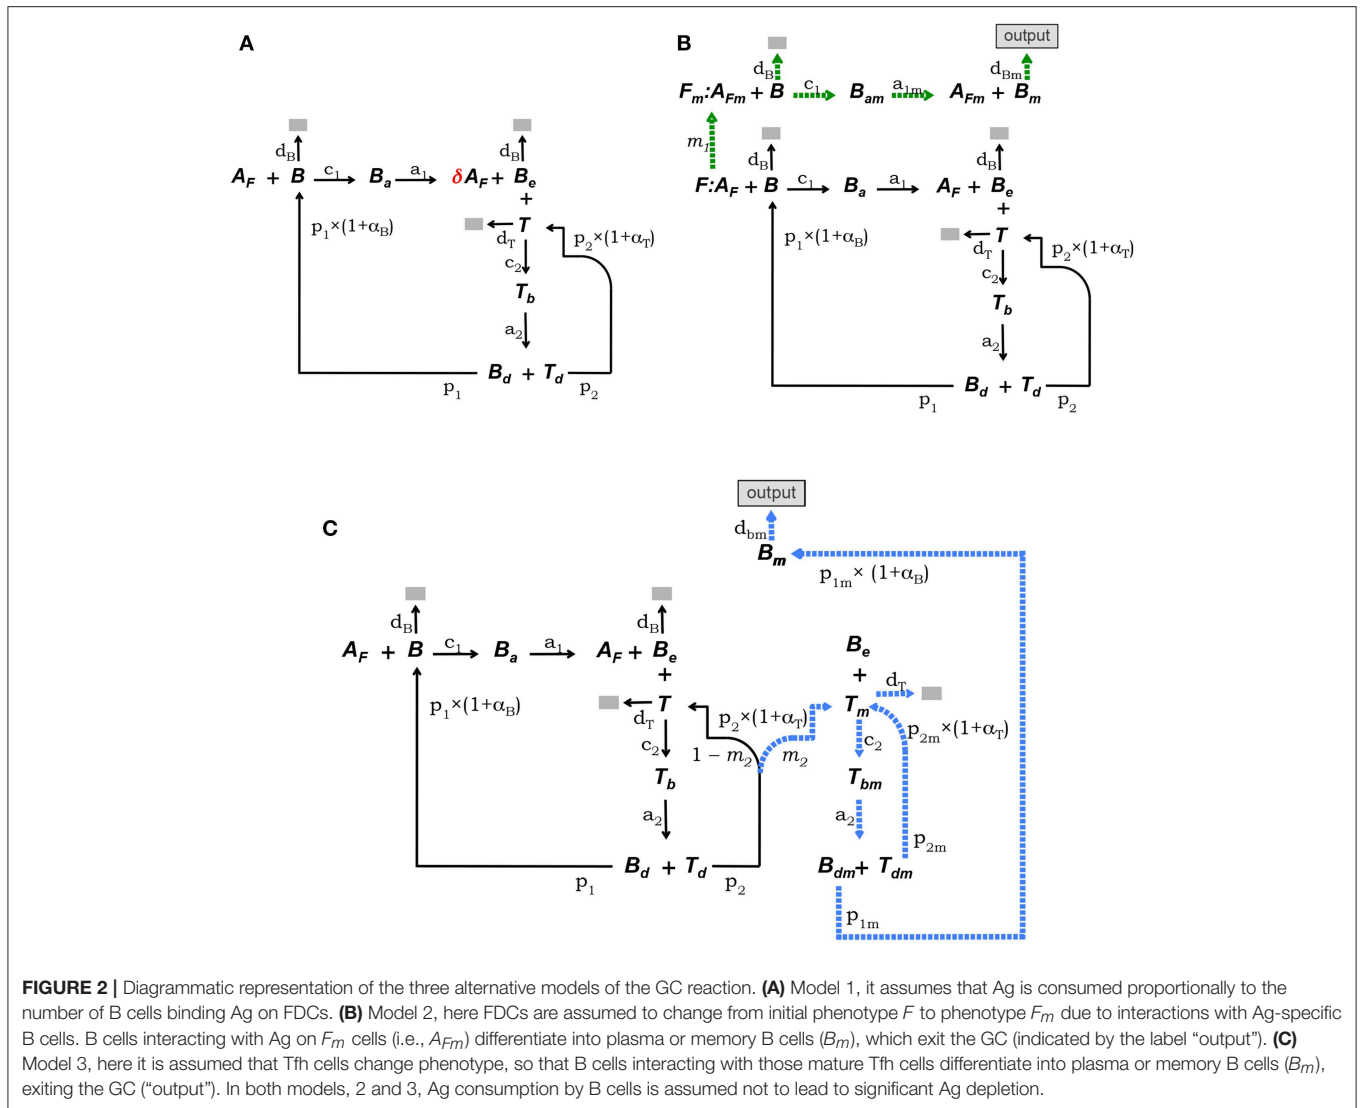 A
d_B d_B
A_F + B c_1 B_a a_1 δA_F + B_e
+
p_1×(1+α_B) T p_2×(1+α_T)
d_T
c_2
T_b
a_2
B_d + T_d
p_1 p_2
B
output
d_B d_Bm
F_m:A_Fm + B c_1 B_am a_1m A_Fm + B_m
m_1
d_B d_B
F:A_F + B c_1 B_a a_1 A_F + B_e
+
p_1×(1+α_B) T p_2×(1+α_T)
d_T
c_2
T_b
a_2
B_d + T_d
p_1 p_2
C
output
d_bm
B_m
p_1m× (1+α_B)
d_B d_B
A_F + B c_1 B_a a_1 A_F + B_e B_e
+ +
d_T
p_1×(1+α_B) T p_2×(1+α_T) T_m
d_T p_2m×(1+α_T)
c_2 1 − m_2 m_2 c_2
T_b T_bm
a_2 a_2
p_2m
B_d + T_d B_dm+ T_dm
p_1 p_2
p_1m
FIGURE 2 | Diagrammatic representation of the three alternative models of the GC reaction. (A) Model 1, it assumes that Ag is consumed proportionally to the
number of B cells binding Ag on FDCs. (B) Model 2, here FDCs are assumed to change from initial phenotype F to phenotype F_m due to interactions with Ag-specific
B cells. B cells interacting with Ag on F_m cells (i.e., A_Fm) differentiate into plasma or memory B cells (B_m), which exit the GC (indicated by the label “output”). (C)
Model 3, here it is assumed that Tfh cells change phenotype, so that B cells interacting with those mature Tfh cells differentiate into plasma or memory B cells (B_m),
exiting the GC (“output”). In both models, 2 and 3, Ag consumption by B cells is assumed not to lead to significant Ag depletion.